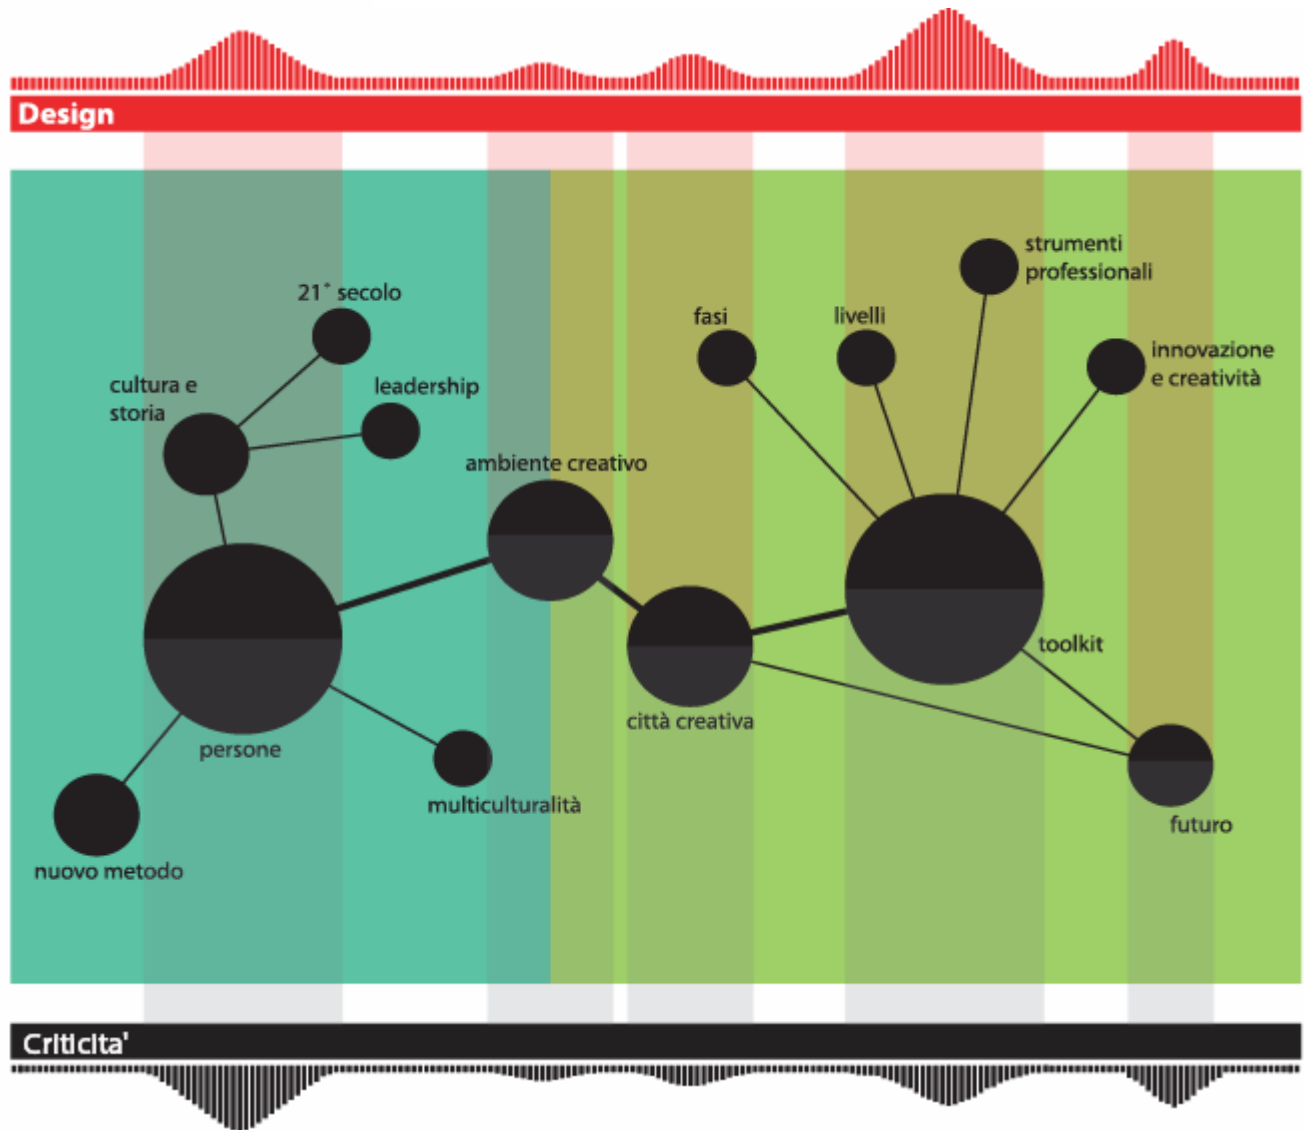 Design
strumenti
professionali
21° secolo
fasi
livelli
innovazione
e creatività
cultura e
storia
leadership
ambiente creativo
toolkit
città creativa
persone
multiculturalità
futuro
nuovo metodo
Criticita'